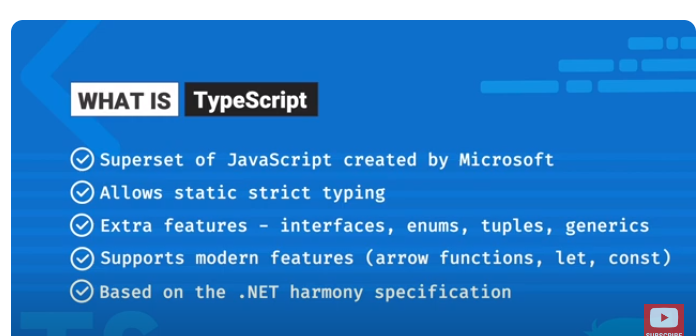 WHAT IS TypeScript
Superset of JavaScript created by Microsoft
Allows static strict typing
Extra features - interfaces, enums, tuples, generics
Supports modern features (arrow functions, let, const)
Based on the .NET harmony specification
TS
SUBSCRIBE